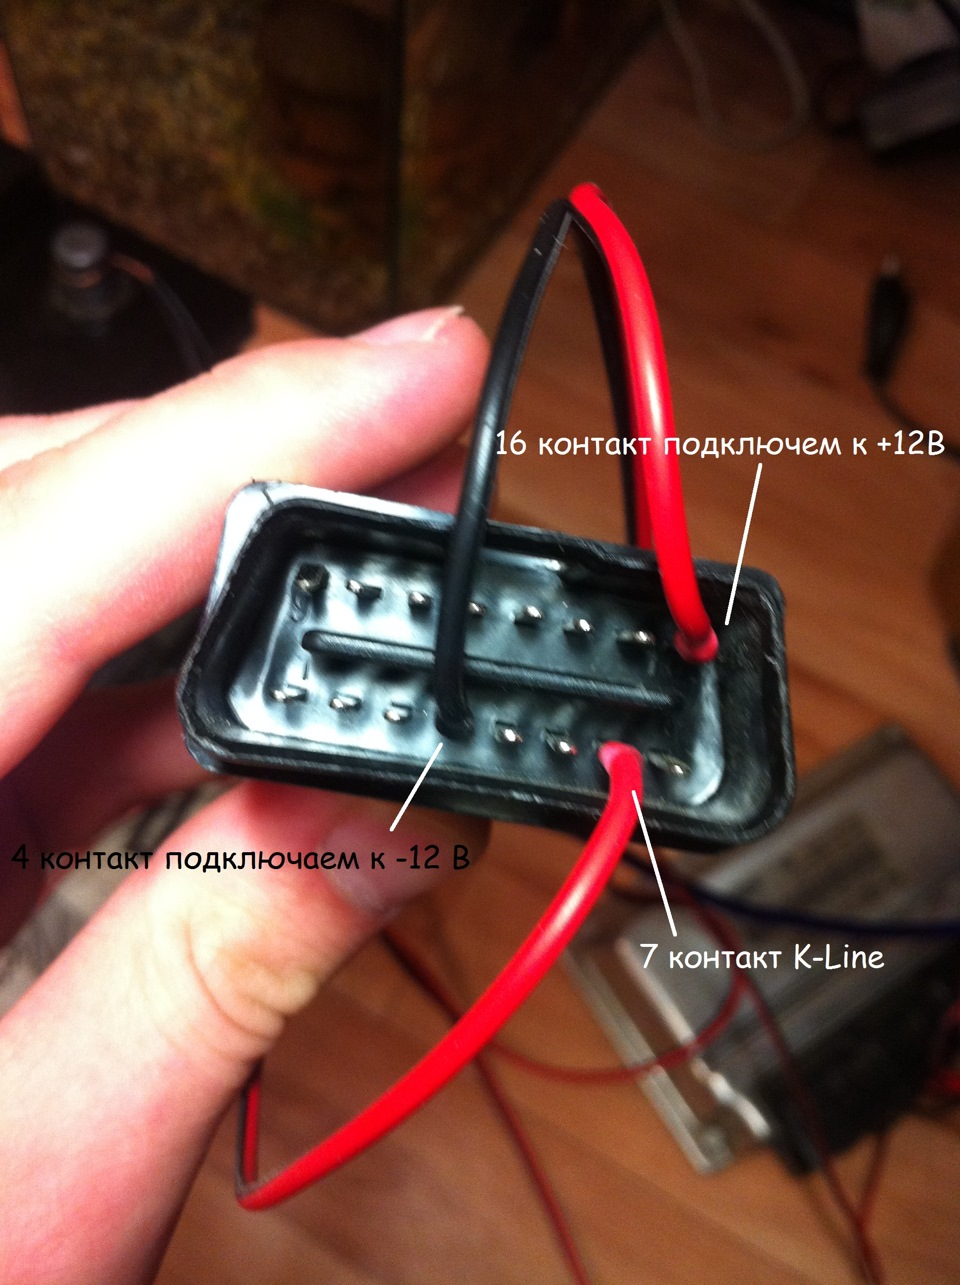 16 контакт подключем к +12В
4 контакт подключаем к -12 В
7 контакт K-Line